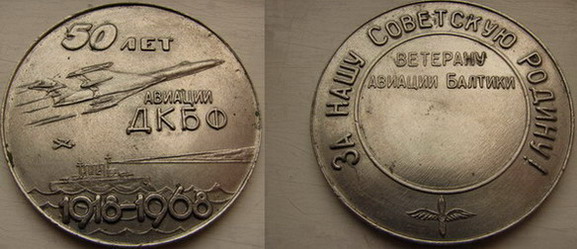 50 ЛЕТ
АВИАЦИИ
ДКБФ
1918-1968
ЗА НАШУ СОВЕТСКУЮ РОДИНУ!
ВЕТЕРАНУ
АВИАЦИИ БАЛТИКИ